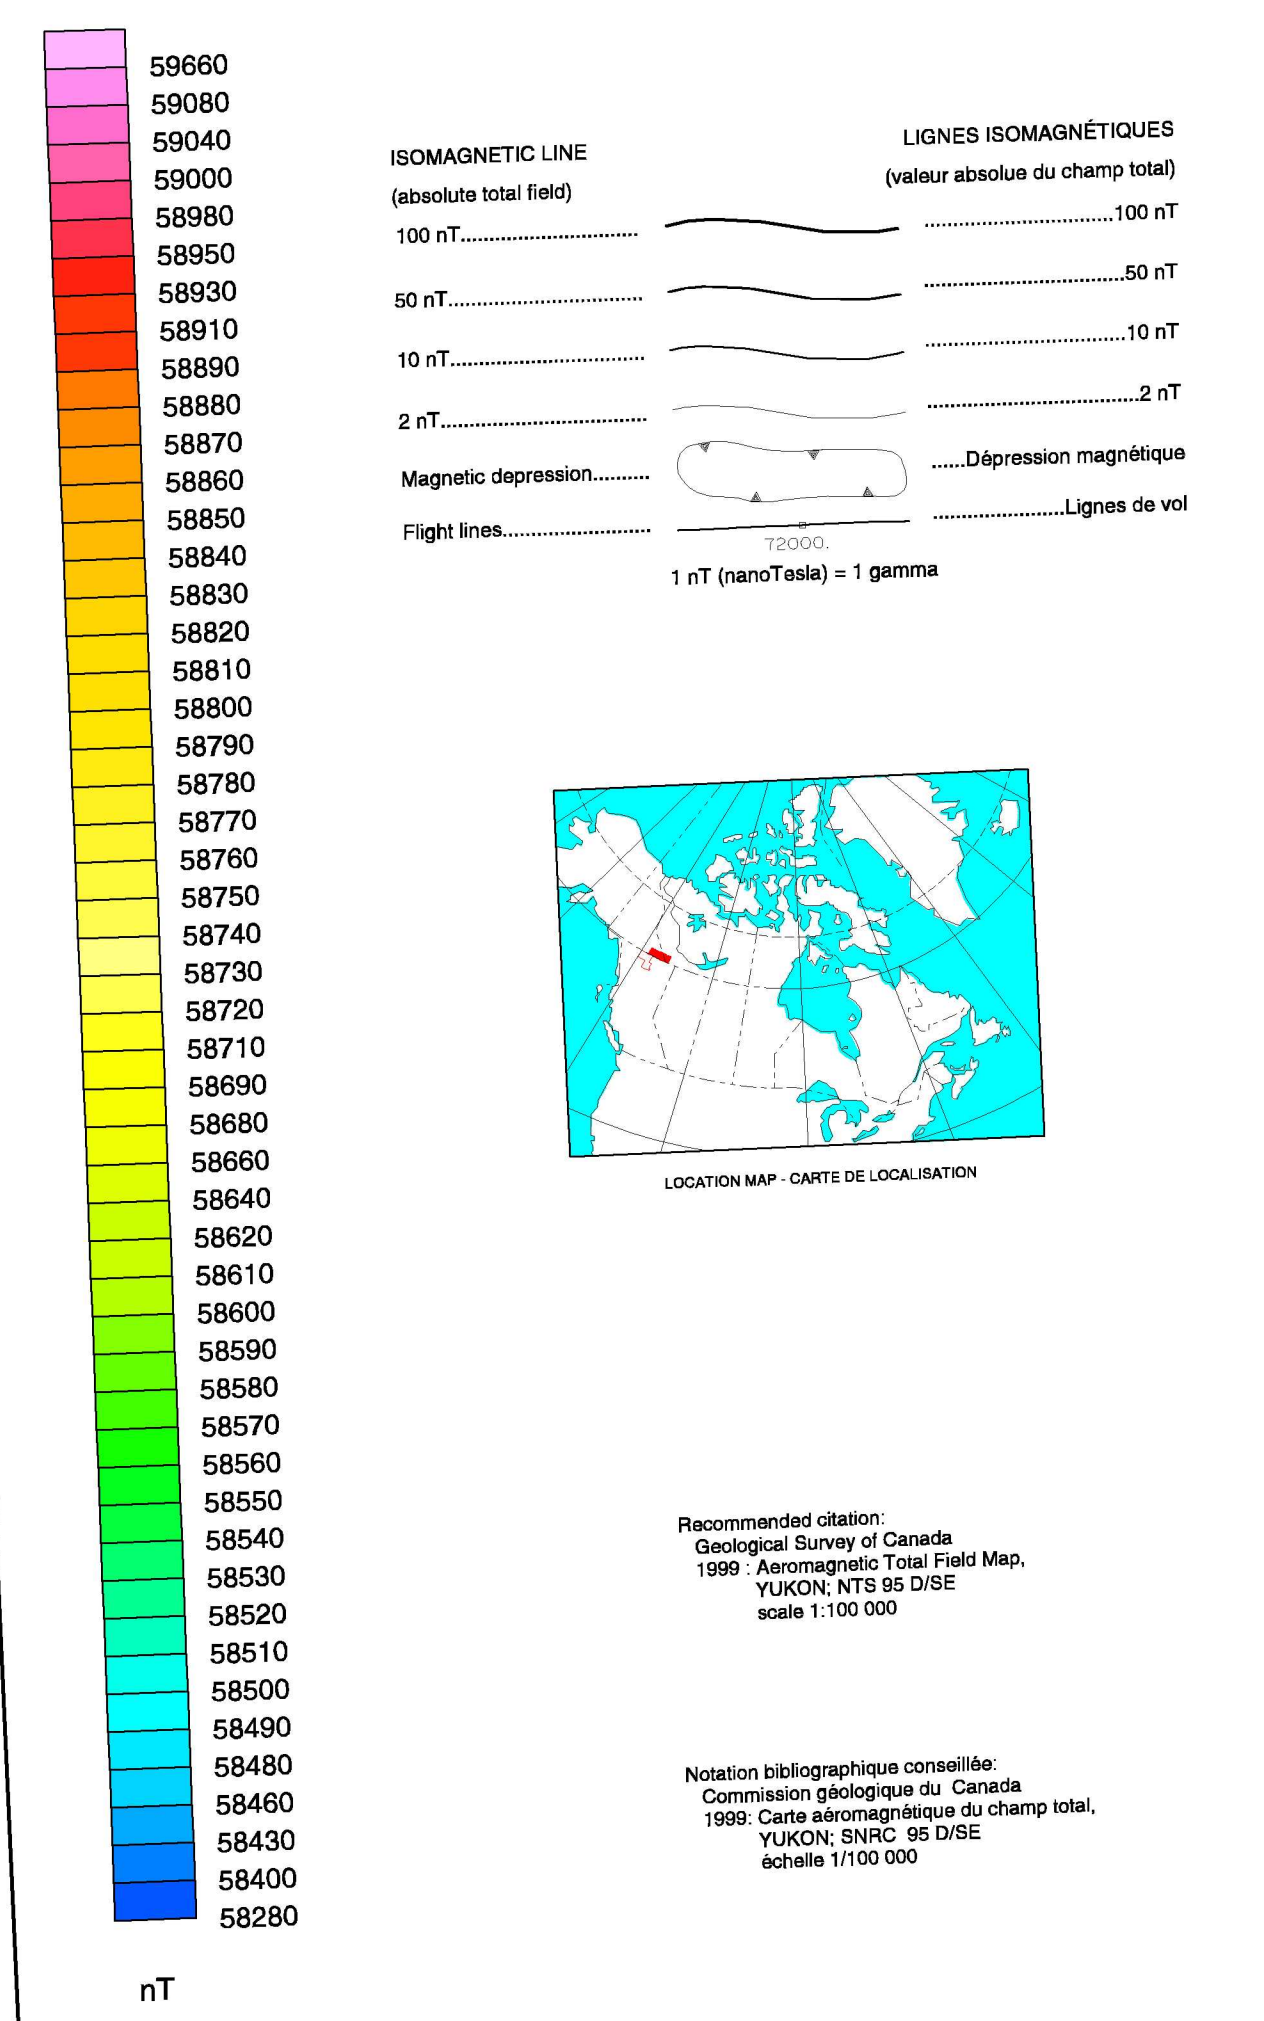 59660
59080
59040
59000
58980
58950
58930
58910
58890
58880
58870
58860
58850
58840
58830
58820
58810
58800
58790
58780
58770
58760
58750
58740
58730
58720
58710
58690
58680
58660
58640
58620
58610
58600
58590
58580
58570
58560
58550
58540
58530
58520
58510
58500
58490
58480
58460
58430
58400
58280
nT
ISOMAGNETIC LINE
(absolute total field)
LIGNES ISOMAGNÉTIQUES
(valeur absolue du champ total)
100 nT.............................. ..............................100 nT
50 nT.............................. ..............................50 nT
10 nT.............................. ..............................10 nT
2 nT.............................. ..............................2 nT
Magnetic depression.......... ......Dépression magnétique
Flight lines.............................. ......................Lignes de vol
72000.
1 nT (nanoTesla) = 1 gamma
LOCATION MAP - CARTE DE LOCALISATION
Recommended citation:
Geological Survey of Canada
1999 : Aeromagnetic Total Field Map,
YUKON; NTS 95 D/SE
scale 1:100 000
Notation bibliographique conseillée:
Commission géologique du Canada
1999: Carte aéromagnétique du champ total,
YUKON; SNRC 95 D/SE
échelle 1/100 000